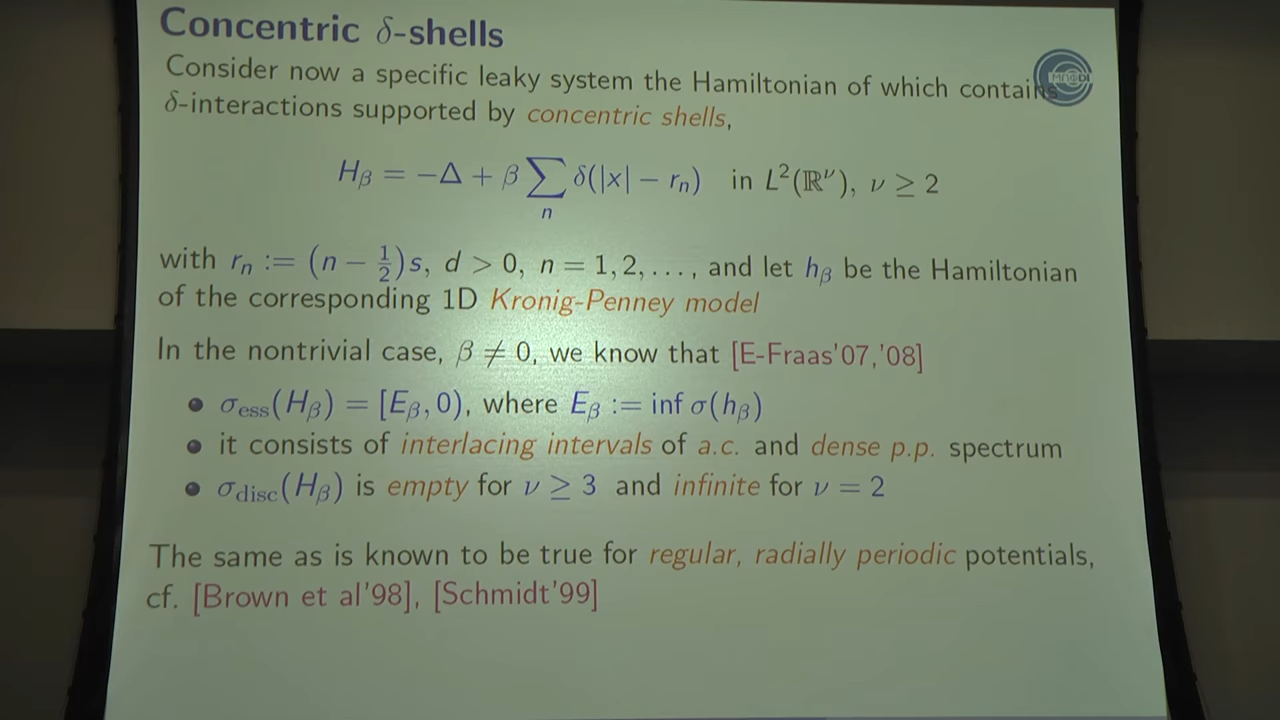 Concentric δ-shells
Consider now a specific leaky system the Hamiltonian of which contains
δ-interactions supported by concentric shells,
H_β = −Δ + β ∑_n δ(|x| − r_n) in L²(ℝ^ν), ν ≥ 2
with r_n := (n − 1/2)s, d > 0, n = 1, 2, . . . , and let h_β be the Hamiltonian
of the corresponding 1D Kronig-Penney model
In the nontrivial case, β ≠ 0, we know that [E-Fraas'07,'08]
● σ_ess(H_β) = [E_β, 0), where E_β := inf σ(h_β)
● it consists of interlacing intervals of a.c. and dense p.p. spectrum
● σ_disc(H_β) is empty for ν ≥ 3 and infinite for ν = 2
The same as is known to be true for regular, radially periodic potentials,
cf. [Brown et al'98], [Schmidt'99]